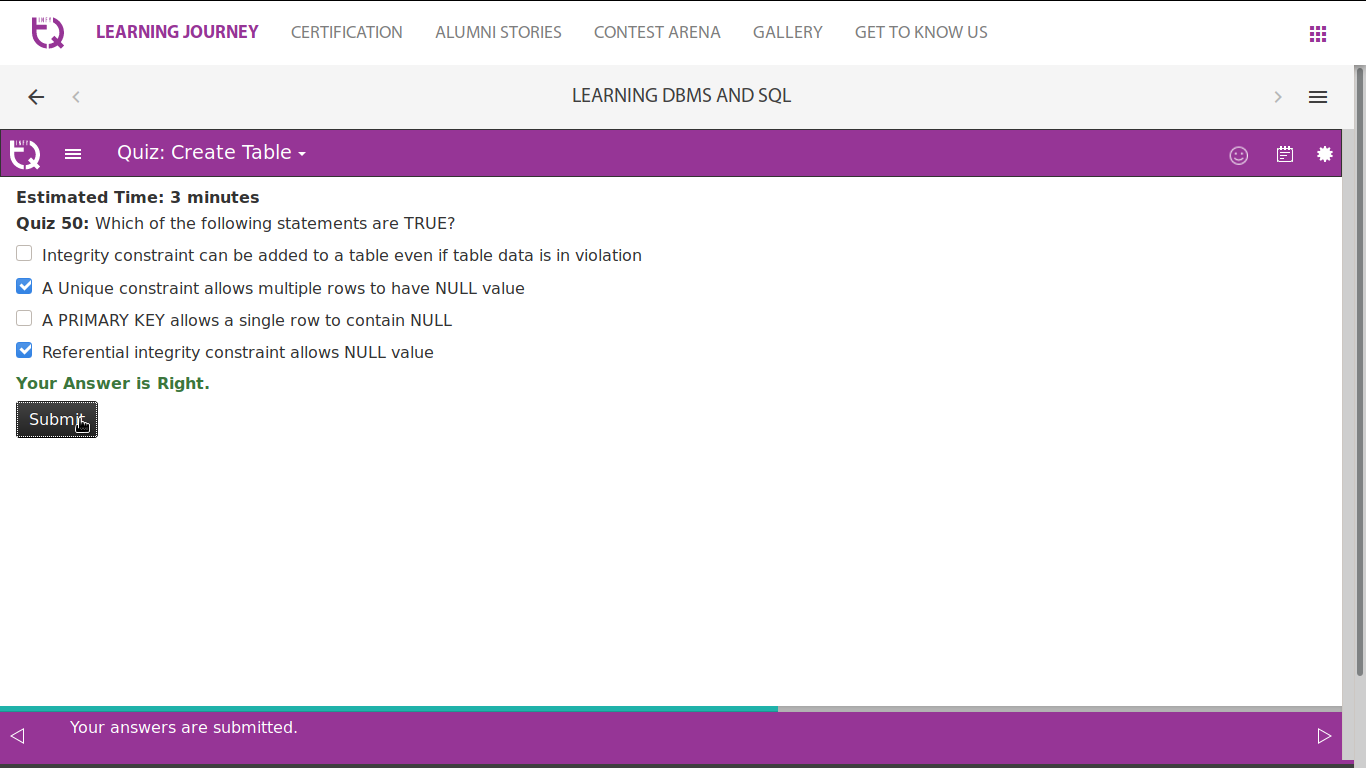 INFY
TQ
LEARNING JOURNEY CERTIFICATION ALUMNI STORIES CONTEST ARENA GALLERY GET TO KNOW US
LEARNING DBMS AND SQL
INFY
TQ
Quiz: Create Table
Estimated Time: 3 minutes
Quiz 50: Which of the following statements are TRUE?
Integrity constraint can be added to a table even if table data is in violation
A Unique constraint allows multiple rows to have NULL value
A PRIMARY KEY allows a single row to contain NULL
Referential integrity constraint allows NULL value
Your Answer is Right.
Submit
Your answers are submitted.